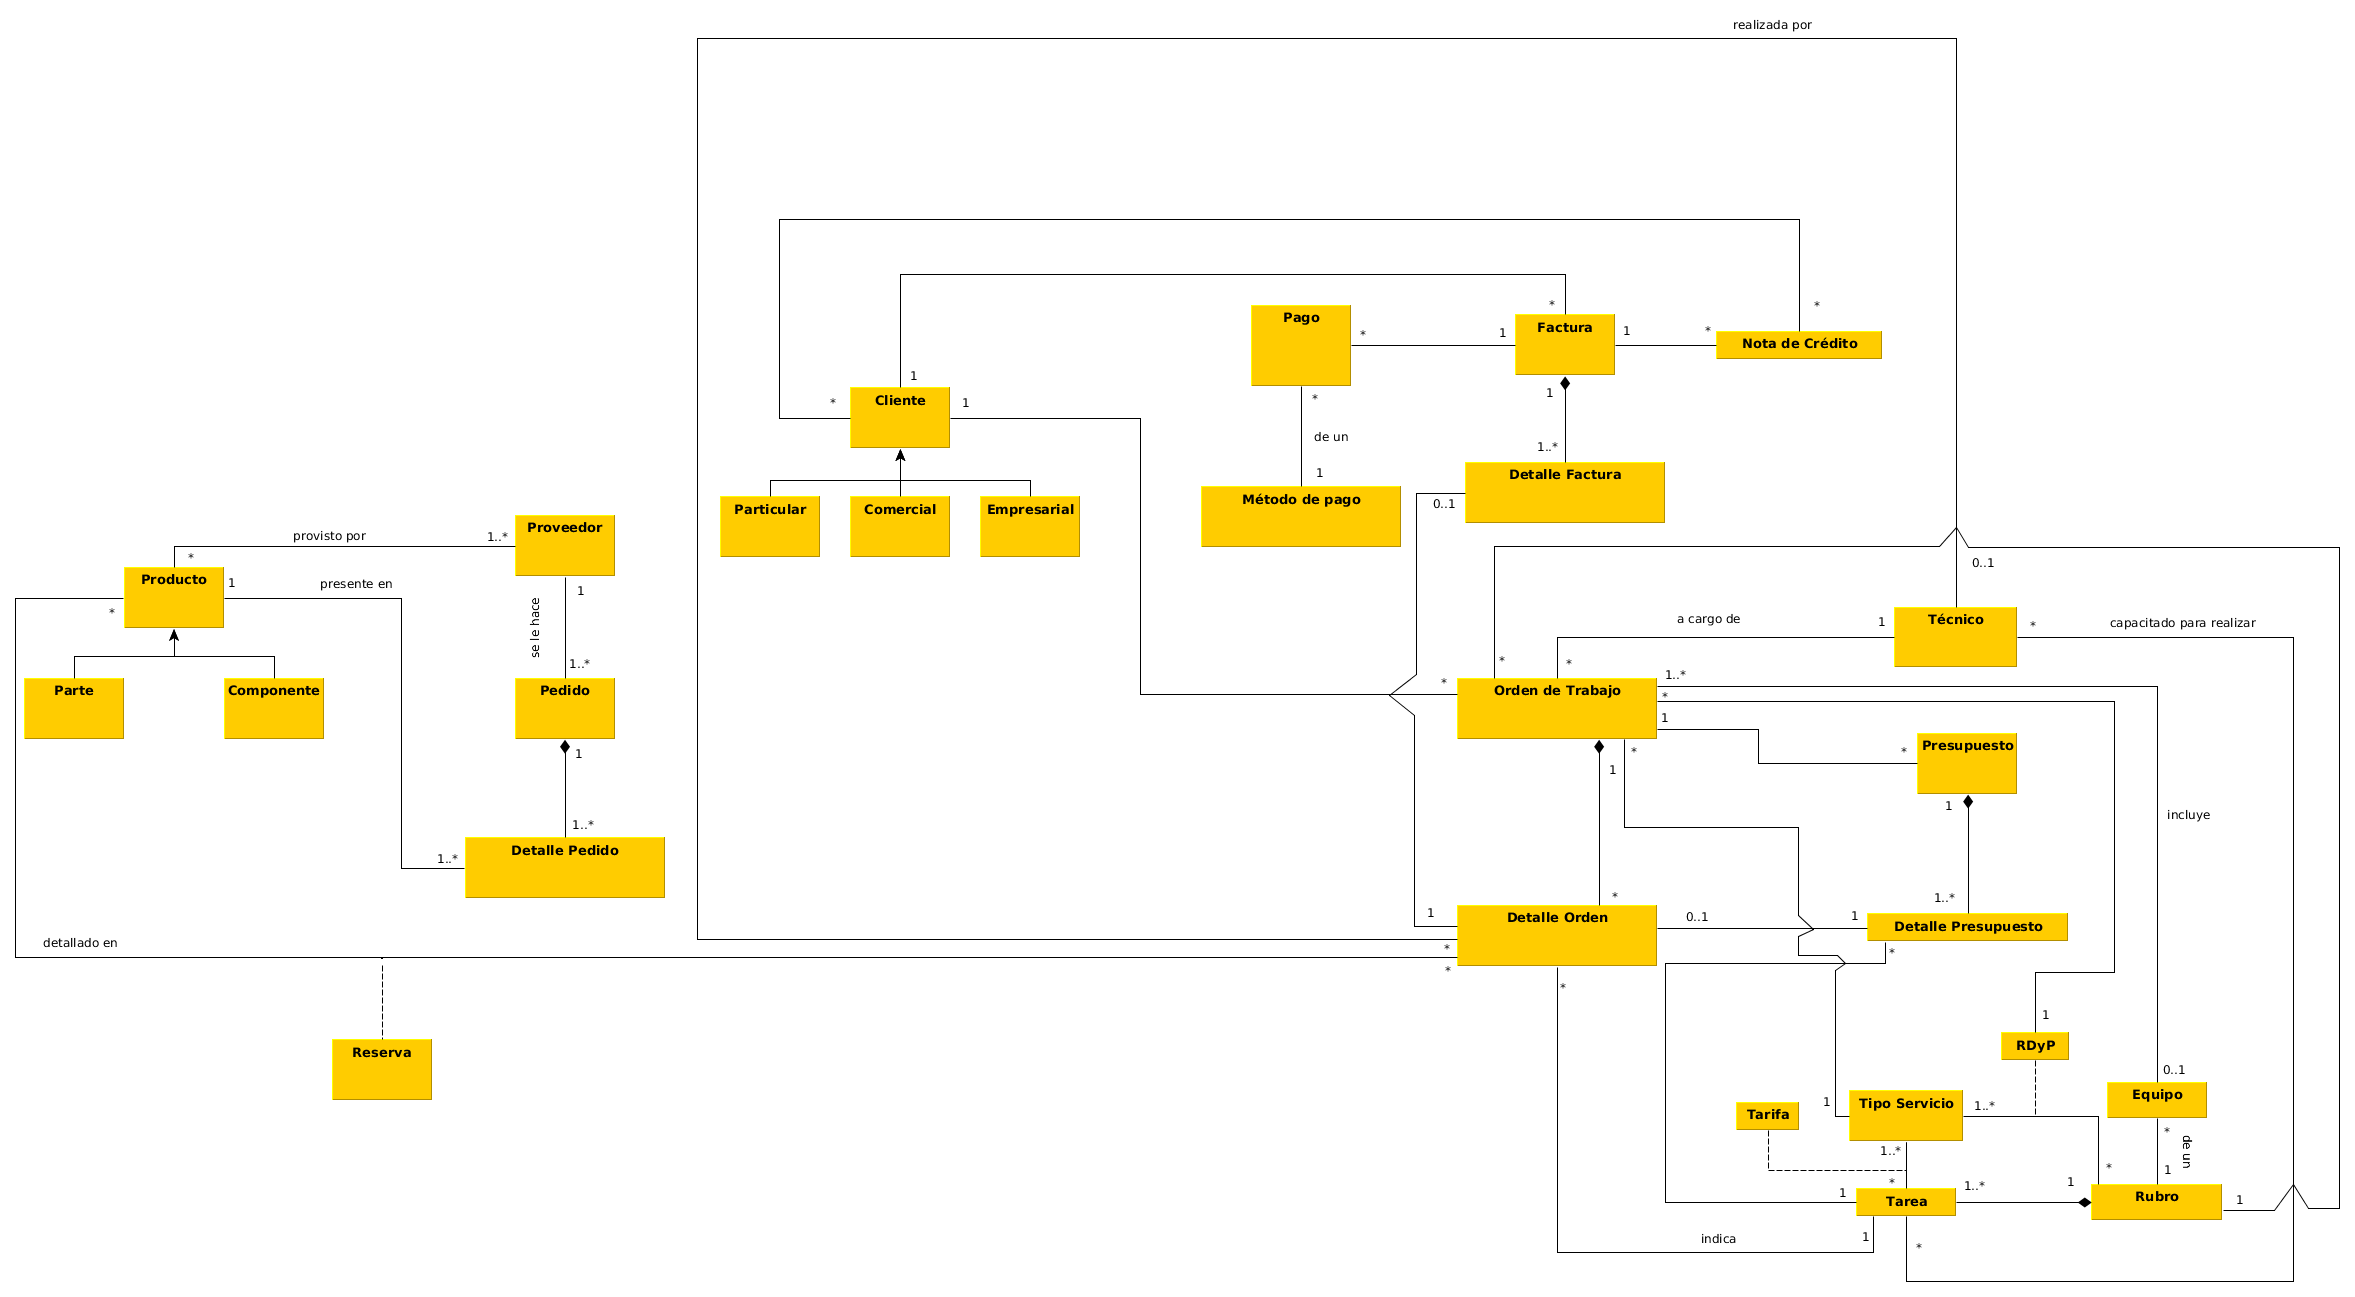 realizada por
*
*
Pago
Factura
*
1
1
*
Nota de Crédito
1
Cliente
*
1
*
1
de un
1..*
1
Detalle Factura
Método de pago
0..1
Particular
Comercial
Empresarial
Proveedor
provisto por
1..*
*
0..1
Producto
1
presente en
1
*
se le hace
a cargo de
1
Técnico
*
capacitado para realizar
1..*
*
*
1..*
*
*
Parte
Componente
Pedido
Orden de Trabajo
1
1
*
*
Presupuesto
1
1
1..*
incluye
Detalle Pedido
1..*
*
1..*
1
Detalle Orden
0..1
1
Detalle Presupuesto
detallado en
*
*
*
*
1
Reserva
RDyP
0..1
Equipo
1
Tipo Servicio
1..*
Tarifa
*
de un
1..*
*
1
*
1
1..*
1
Rubro
1
Tarea
1
indica
*